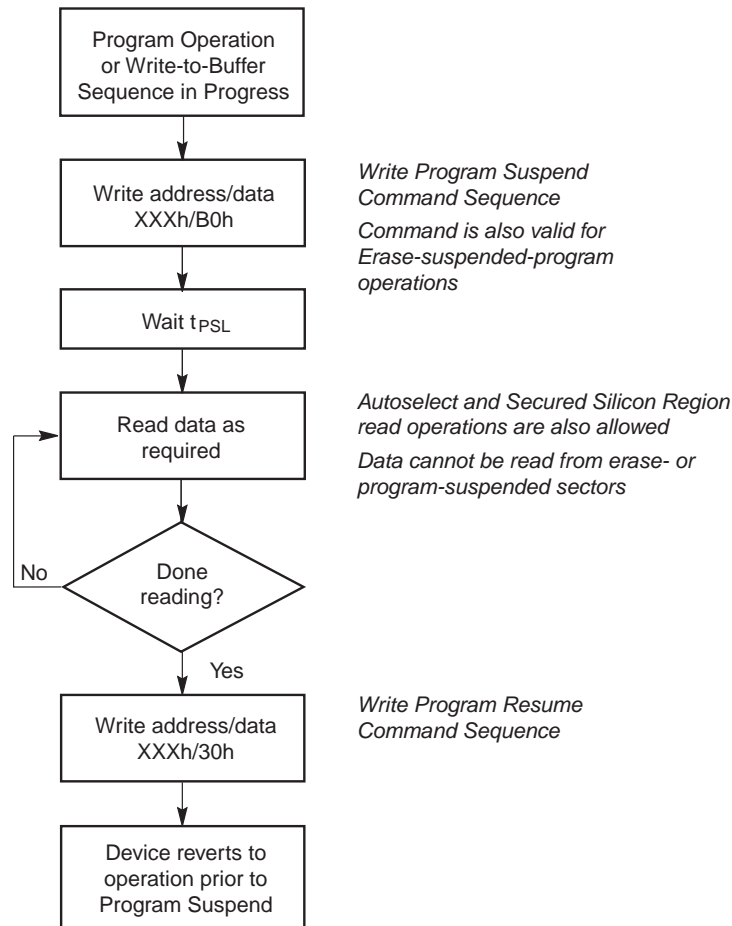 Program Operation
or Write-to-Buffer
Sequence in Progress
Write address/data
XXXh/B0h
Write Program Suspend
Command Sequence
Command is also valid for
Erase-suspended-program
operations
Wait tPSL
Read data as
required
Autoselect and Secured Silicon Region
read operations are also allowed
Data cannot be read from erase- or
program-suspended sectors
No
Done
reading?
Yes
Write address/data
XXXh/30h
Write Program Resume
Command Sequence
Device reverts to
operation prior to
Program Suspend